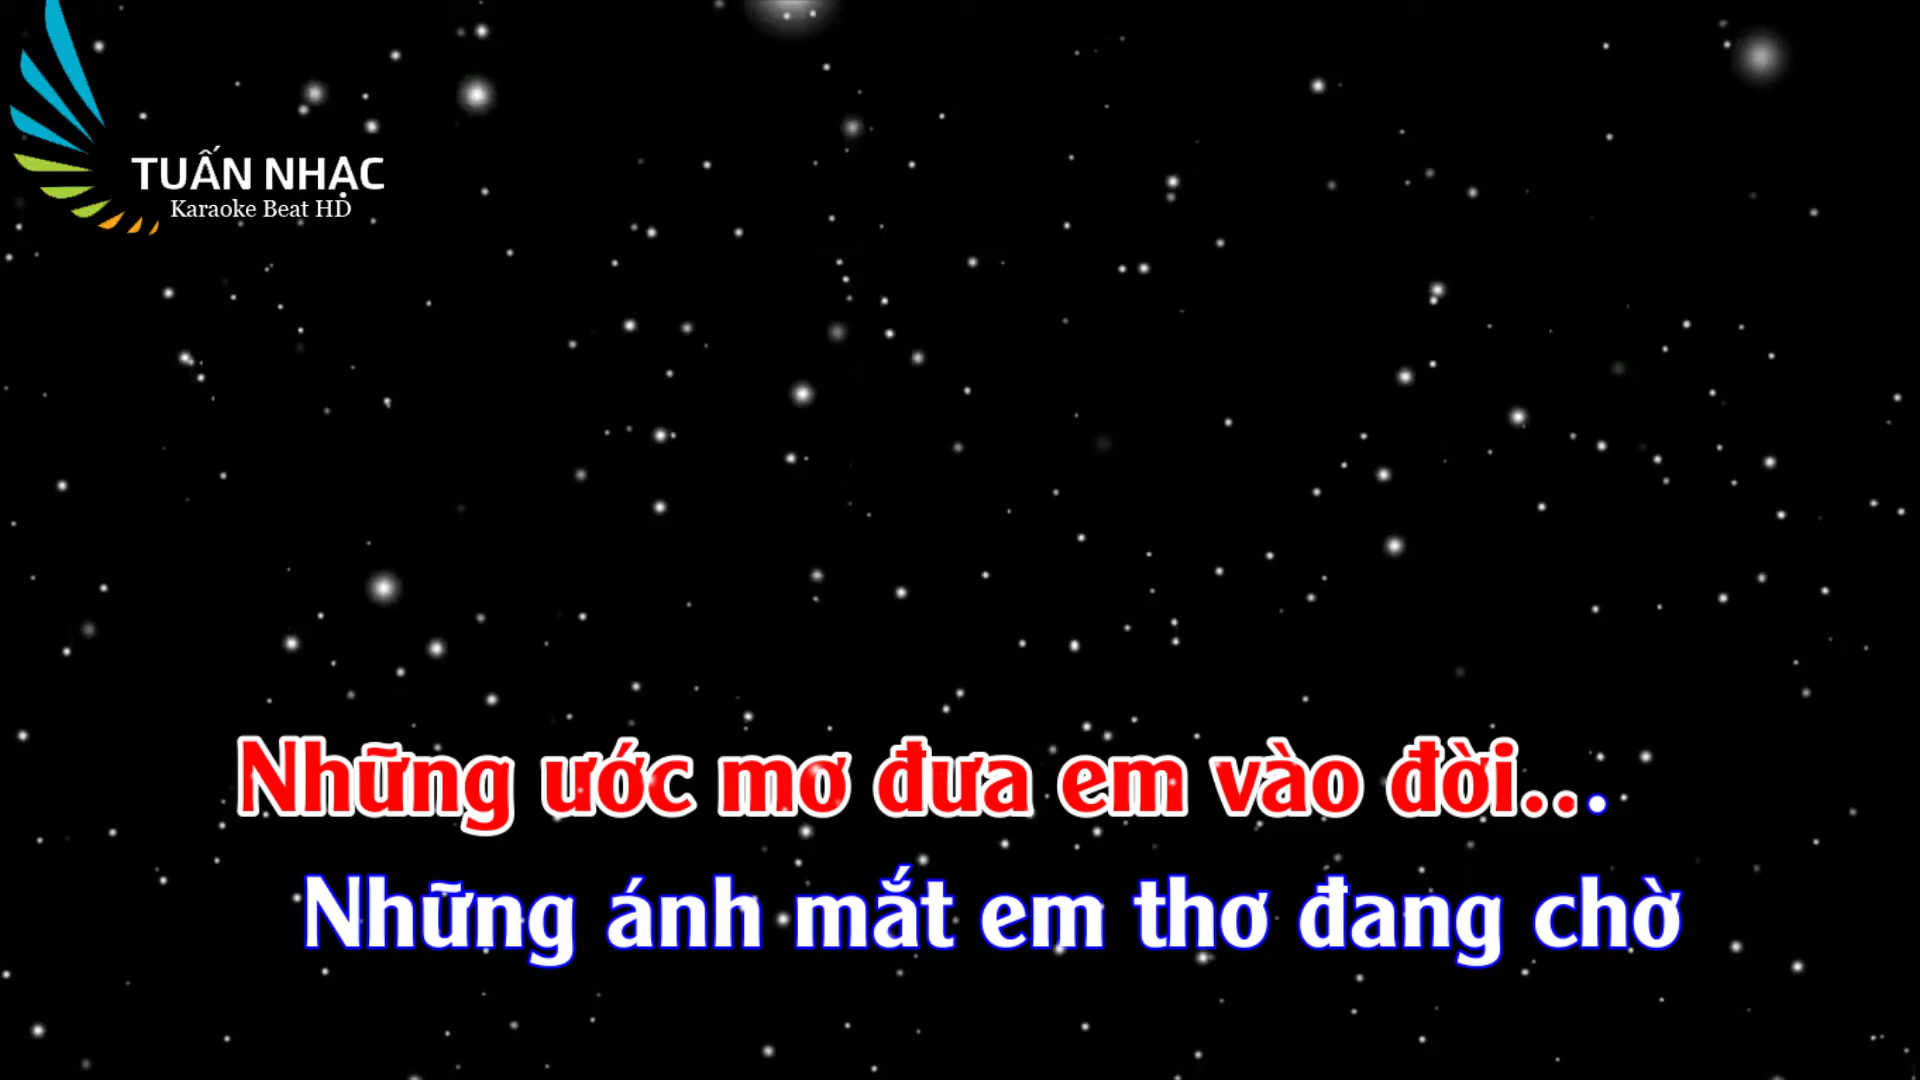 TUẤN NHẠC
Karaoke Beat HD
Những ước mơ đưa em vào đời...
Những ánh mắt em thơ đang chờ